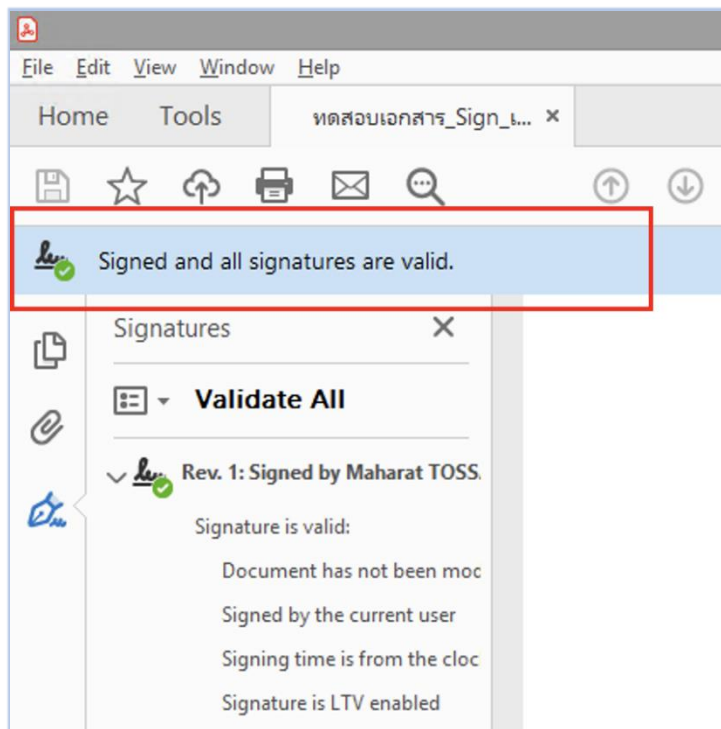 File Edit View Window Help
Home Tools ทดสอบเอกสาร_Sign_เ... ×
Signed and all signatures are valid.
Signatures
Validate All
Rev. 1: Signed by Maharat TOSS
Signature is valid:
Document has not been moc
Signed by the current user
Signing time is from the cloc
Signature is LTV enabled